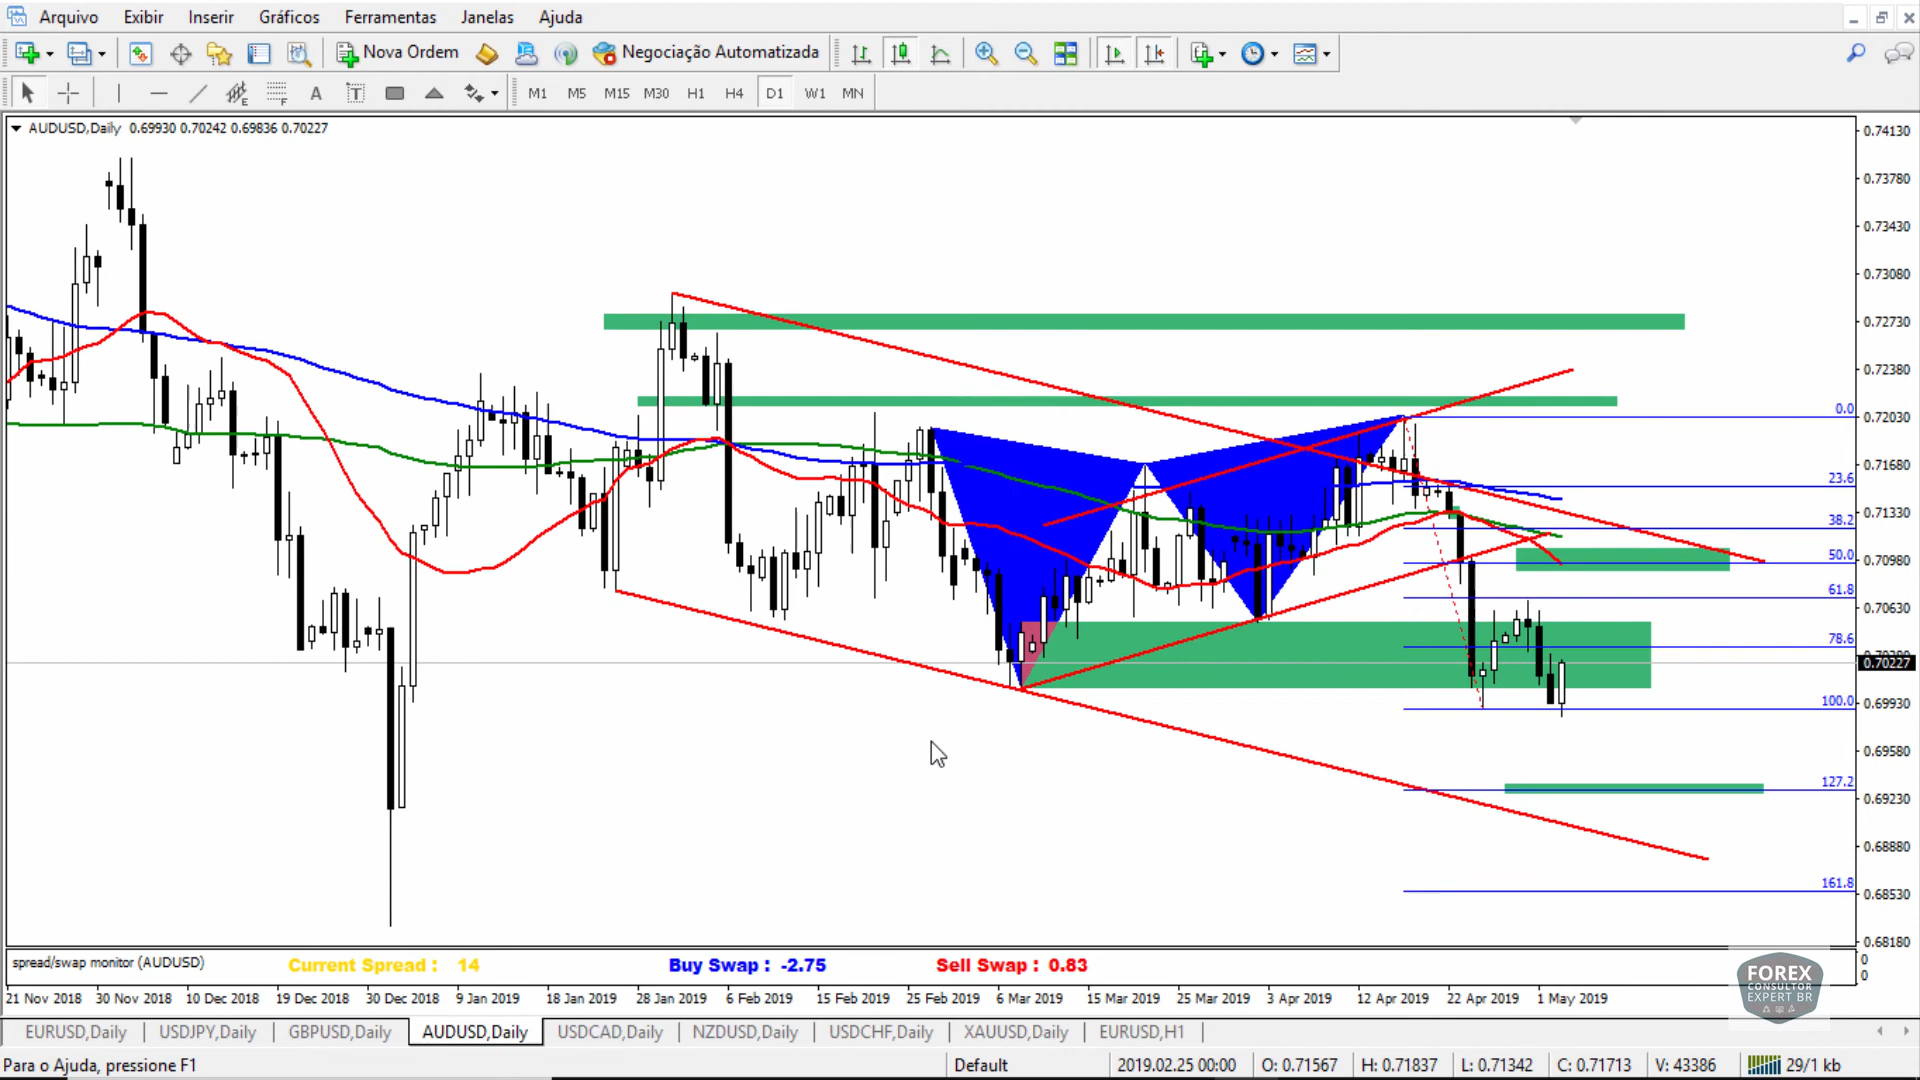 Arquivo Exibir Inserir Gráficos Ferramentas Janelas Ajuda
Nova Ordem Negociação Automatizada
A T M1 M5 M15 M30 H1 H4 D1 W1 MN
AUDUSD,Daily 0.69930 0.70242 0.69836 0.70227
0.74130
0.73780
0.73430
0.73080
0.72730
0.72380
0.0
0.72030
0.71680
23.6
0.71330
38.2
50.0
0.70980
61.8
0.70630
78.6
0.70227
100.0
0.69930
0.69580
127.2
0.69230
0.68880
161.8
0.68530
0.68180
spread/swap monitor (AUDUSD) Current Spread : 14 Buy Swap : -2.75 Sell Swap : 0.83
0
0
FOREX
CONSULTOR
EXPERT BR
21 Nov 2018 30 Nov 2018 10 Dec 2018 19 Dec 2018 30 Dec 2018 9 Jan 2019 18 Jan 2019 28 Jan 2019 6 Feb 2019 15 Feb 2019 25 Feb 2019 6 Mar 2019 15 Mar 2019 25 Mar 2019 3 Apr 2019 12 Apr 2019 22 Apr 2019 1 May 2019
EURUSD,Daily USDJPY,Daily GBPUSD,Daily AUDUSD,Daily USDCAD,Daily NZDUSD,Daily USDCHF,Daily XAUUSD,Daily EURUSD,H1
Para o Ajuda, pressione F1 Default 2019.02.25 00:00 O: 0.71567 H: 0.71837 L: 0.71342 C: 0.71713 V: 43386 29/1 kb